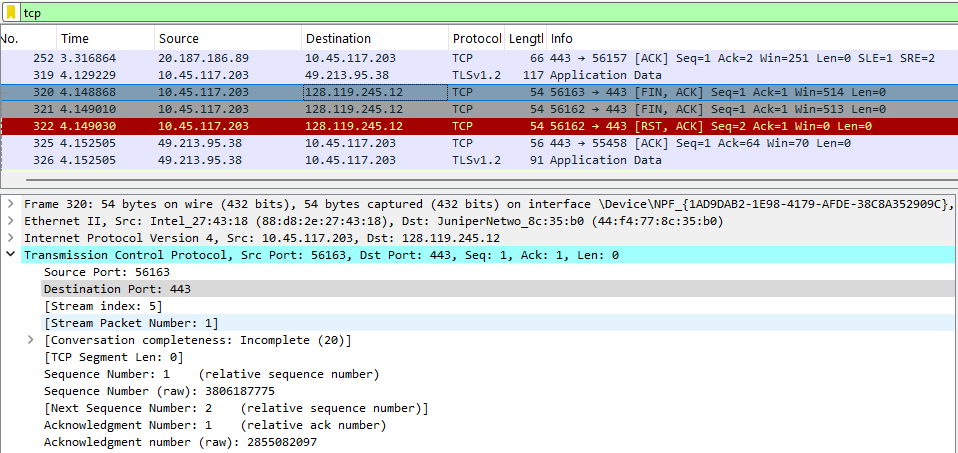 tcp
No. Time Source Destination Protocol Lengtl Info
252 3.316864 20.187.186.89 10.45.117.203 TCP 66 443 → 56157 [ACK] Seq=1 Ack=2 Win=251 Len=0 SLE=1 SRE=2
319 4.129229 10.45.117.203 49.213.95.38 TLSv1.2 117 Application Data
320 4.148868 10.45.117.203 128.119.245.12 TCP 54 56163 → 443 [FIN, ACK] Seq=1 Ack=1 Win=514 Len=0
321 4.149010 10.45.117.203 128.119.245.12 TCP 54 56162 → 443 [FIN, ACK] Seq=1 Ack=1 Win=513 Len=0
322 4.149030 10.45.117.203 128.119.245.12 TCP 54 56162 → 443 [RST, ACK] Seq=2 Ack=1 Win=0 Len=0
325 4.152505 49.213.95.38 10.45.117.203 TCP 56 443 → 55458 [ACK] Seq=1 Ack=64 Win=70 Len=0
326 4.152505 49.213.95.38 10.45.117.203 TLSv1.2 91 Application Data
Frame 320: 54 bytes on wire (432 bits), 54 bytes captured (432 bits) on interface \Device\NPF_{1AD9DAB2-1E98-4179-AFDE-38C8A352909C},
Ethernet II, Src: Intel_27:43:18 (88:d8:2e:27:43:18), Dst: JuniperNetwo_8c:35:b0 (44:f4:77:8c:35:b0)
Internet Protocol Version 4, Src: 10.45.117.203, Dst: 128.119.245.12
Transmission Control Protocol, Src Port: 56163, Dst Port: 443, Seq: 1, Ack: 1, Len: 0
Source Port: 56163
Destination Port: 443
[Stream index: 5]
[Stream Packet Number: 1]
[Conversation completeness: Incomplete (20)]
[TCP Segment Len: 0]
Sequence Number: 1 (relative sequence number)
Sequence Number (raw): 3806187775
[Next Sequence Number: 2 (relative sequence number)]
Acknowledgment Number: 1 (relative ack number)
Acknowledgment number (raw): 2855082097